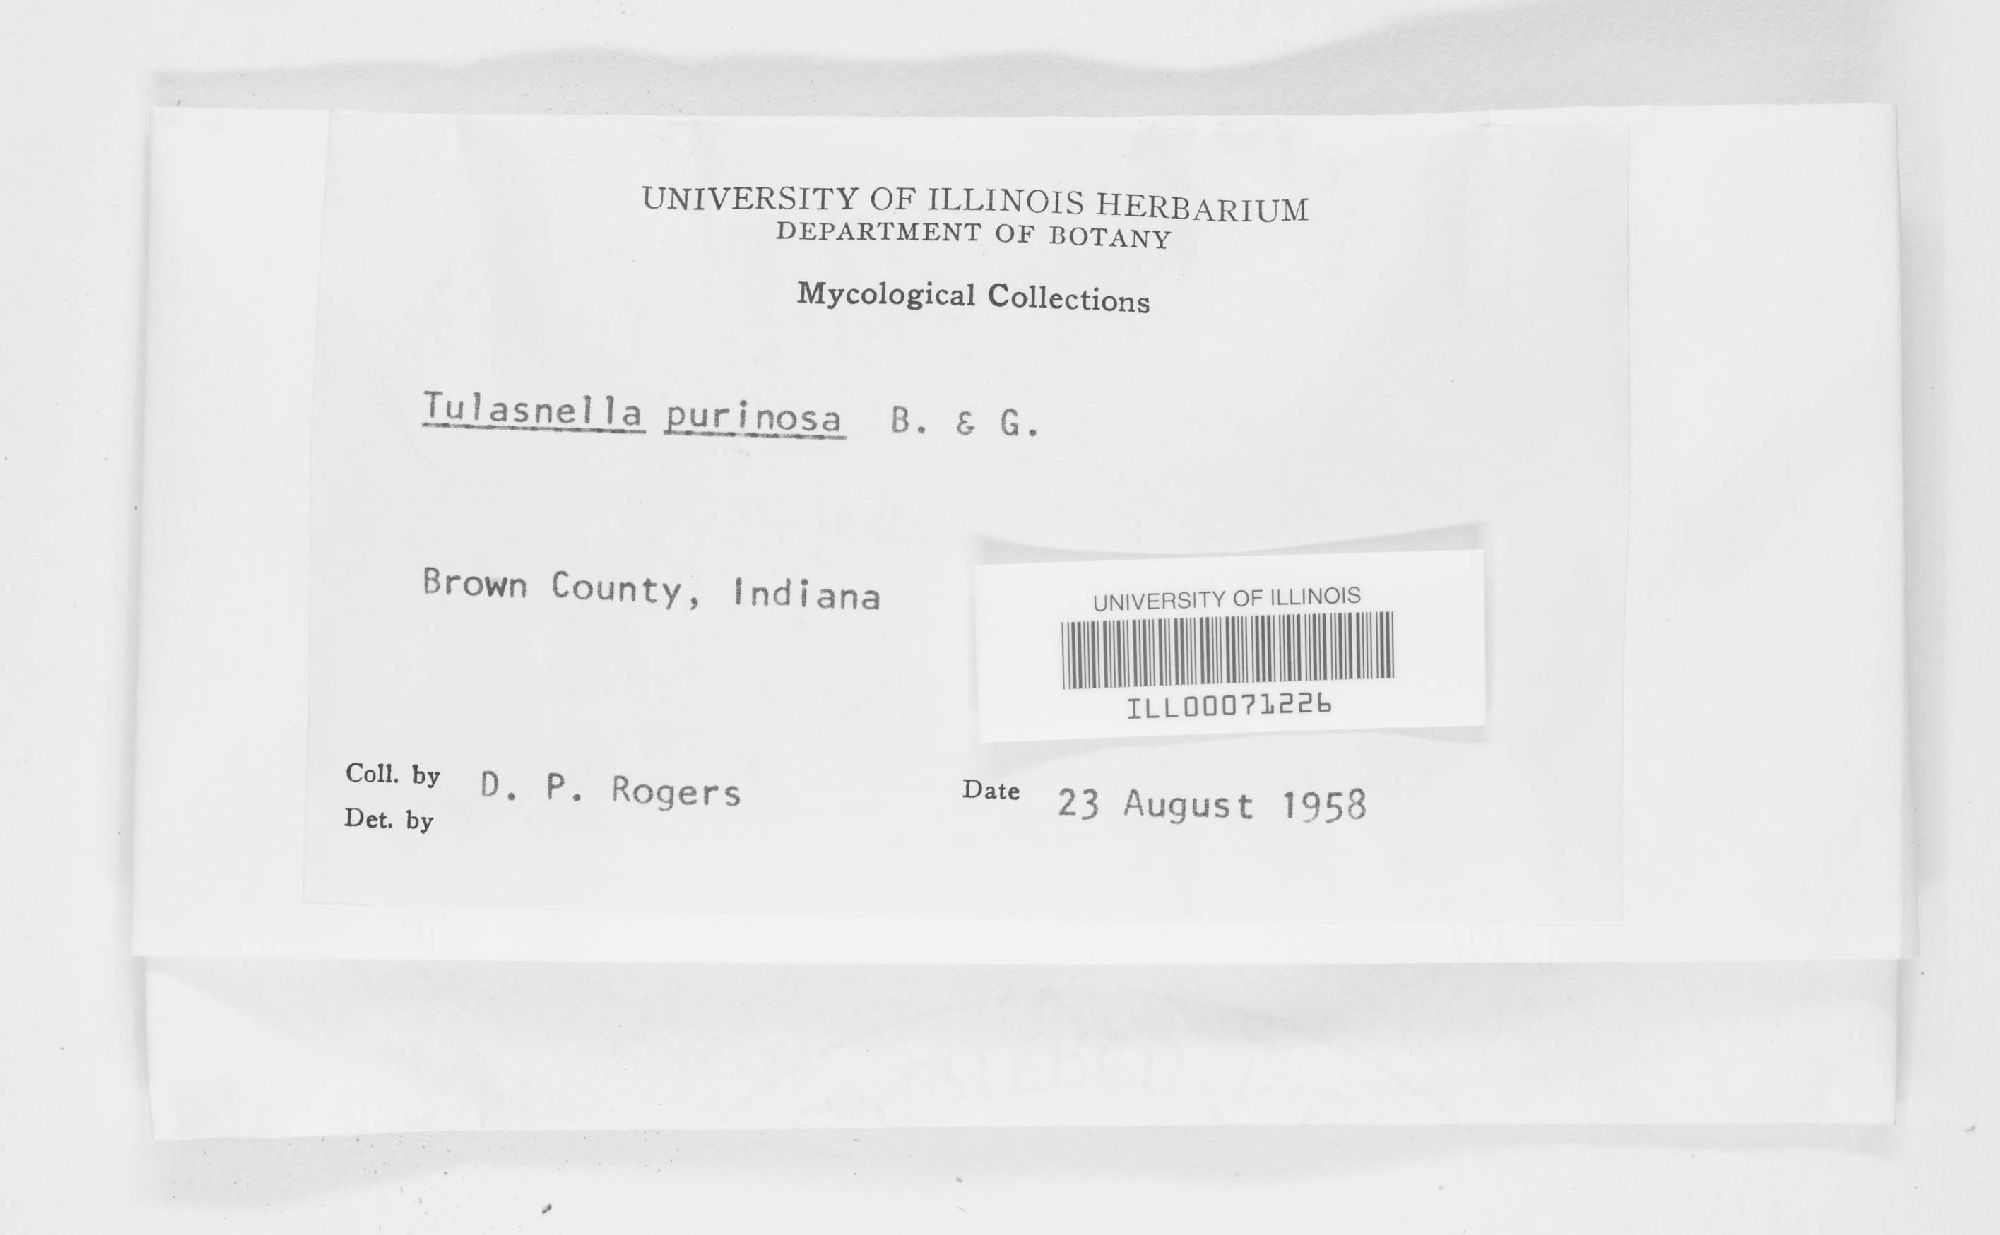 UNIVERSITY OF ILLINOIS HERBARIUM
DEPARTMENT OF BOTANY
Mycological Collections
Tulasnella purinosa B. & G.
Brown County, Indiana
UNIVERSITY OF ILLINOIS
ILL00071226
Coll. by D. P. Rogers
Date 23 August 1958
Det. by